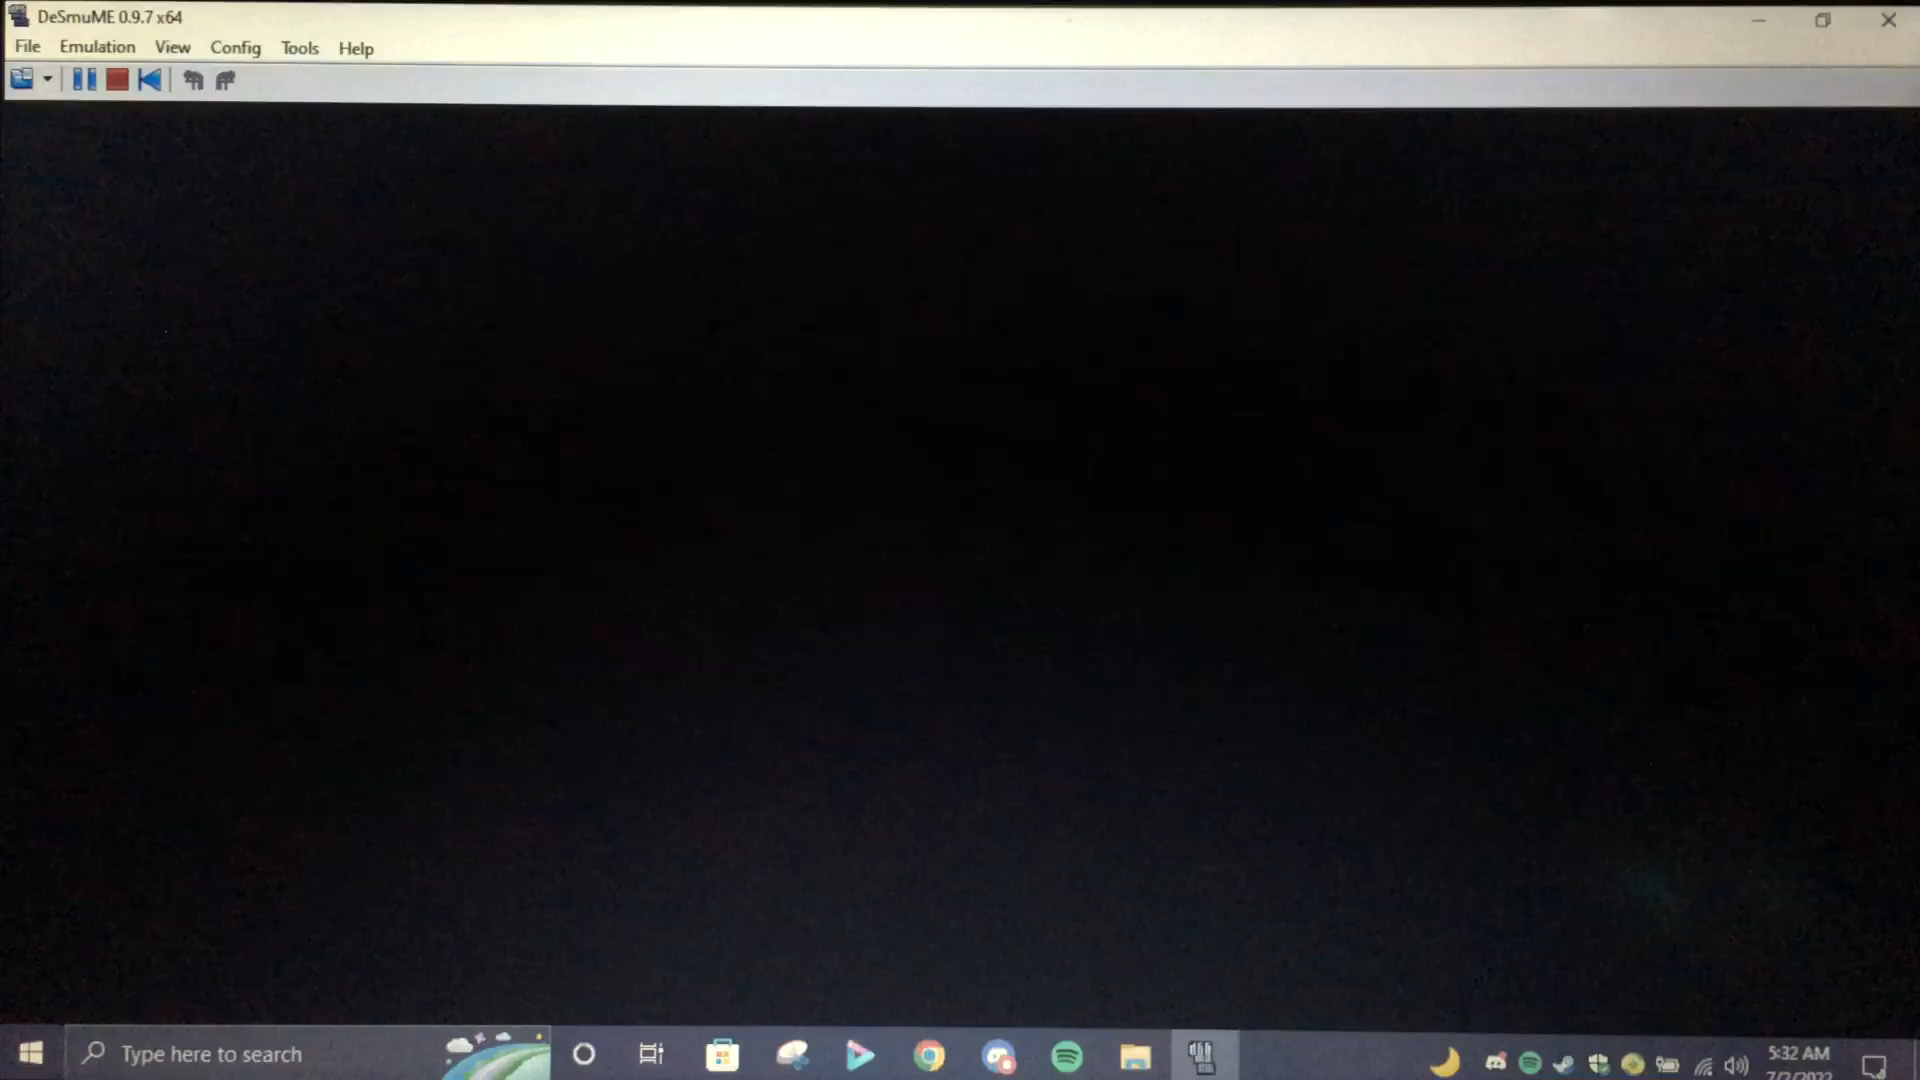 DeSmuME 0.9.7 x64
File Emulation View Config Tools Help
Type here to search
5:32 AM